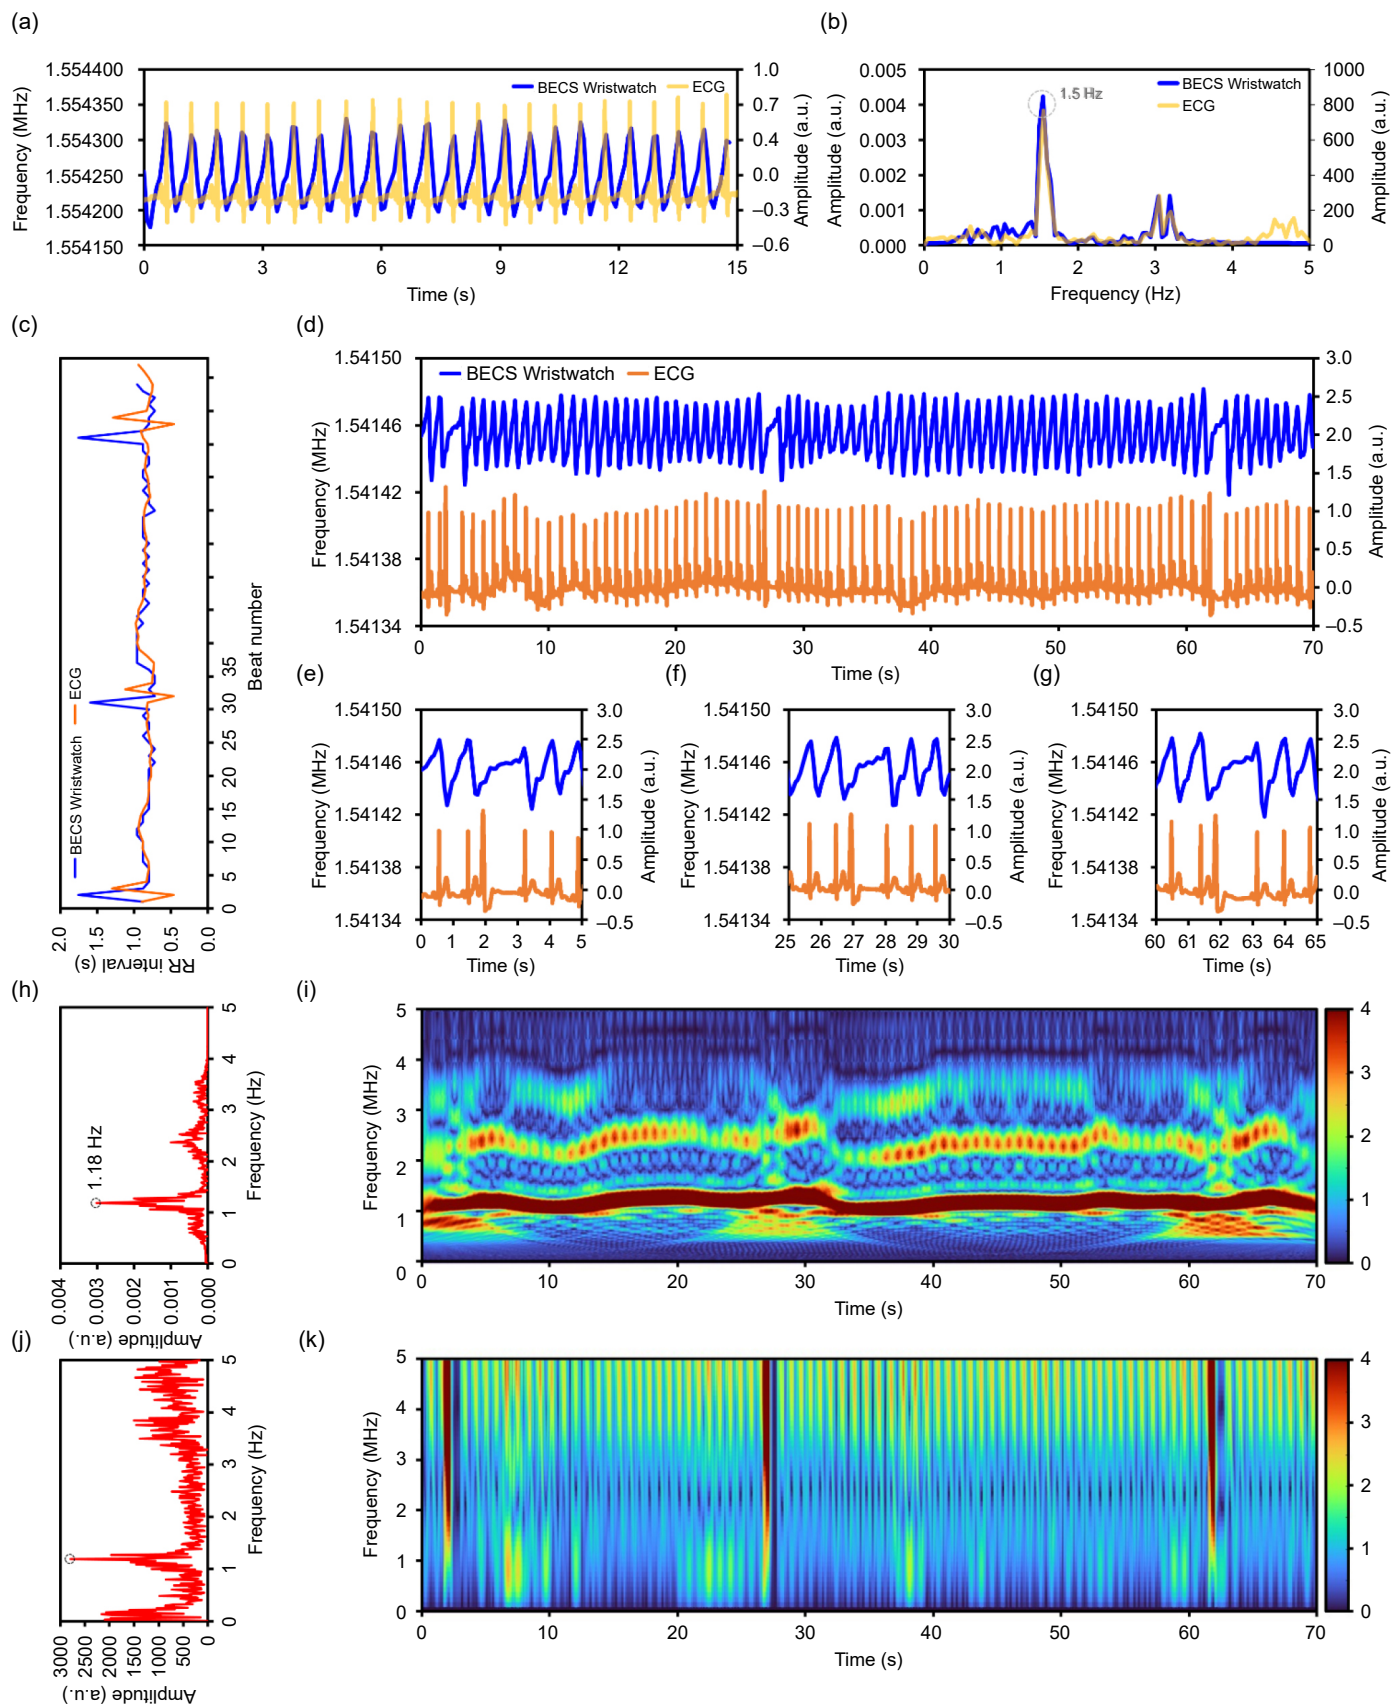 (a)
1.554400
1.554350
1.554300
1.554250
1.554200
1.554150
Frequency (MHz)
BECS Wristwatch
ECG
1.0
0.7
0.4
0.0
–0.3
–0.6
Amplitude (a.u.)
0 3 6 9 12 15
Time (s)
(b)
0.005
0.004
0.003
0.002
0.001
0.000
Amplitude (a.u.)
1.5 Hz
BECS Wristwatch
ECG
1000
800
600
400
200
0
Amplitude (a.u.)
0 1 2 3 4 5
Frequency (Hz)
(c)
BECS Wristwatch
ECG
0 5 10 15 20 25 30 35
Beat number
2.0 1.5 1.0 0.5 0.0
RR interval (s)
(d)
1.54150
1.54146
1.54142
1.54138
1.54134
Frequency (MHz)
BECS Wristwatch
ECG
3.0
2.5
2.0
1.5
1.0
0.5
0.0
–0.5
Amplitude (a.u.)
0 10 20 30 40 50 60 70
Time (s)
(e)
1.54150
1.54146
1.54142
1.54138
1.54134
Frequency (MHz)
3.0
2.5
2.0
1.5
1.0
0.5
0.0
–0.5
Amplitude (a.u.)
0 1 2 3 4 5
Time (s)
(f)
1.54150
1.54146
1.54142
1.54138
1.54134
Frequency (MHz)
3.0
2.5
2.0
1.5
1.0
0.5
0.0
–0.5
Amplitude (a.u.)
25 26 27 28 29 30
Time (s)
(g)
1.54150
1.54146
1.54142
1.54138
1.54134
Frequency (MHz)
3.0
2.5
2.0
1.5
1.0
0.5
0.0
–0.5
Amplitude (a.u.)
60 61 62 63 64 65
Time (s)
(h)
1.18 Hz
0 1 2 3 4 5
Frequency (Hz)
0.004 0.003 0.002 0.001 0.000
Amplitude (a.u.)
(i)
5
4
3
2
1
0
Frequency (MHz)
0 10 20 30 40 50 60 70
Time (s)
4
3
2
1
0
(j)
0 1 2 3 4 5
Frequency (Hz)
3000 2500 2000 1500 1000 500 0
Amplitude (a.u.)
(k)
5
4
3
2
1
0
Frequency (MHz)
0 10 20 30 40 50 60 70
Time (s)
4
3
2
1
0